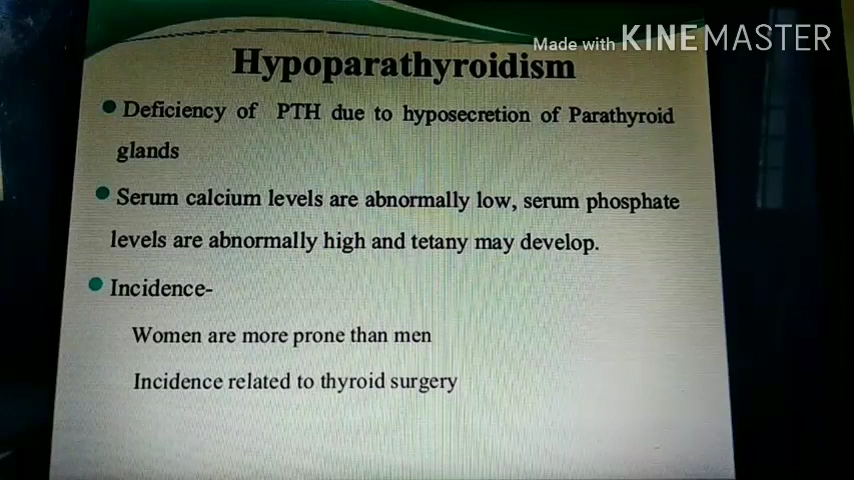 Made with KINEMASTER
Hypoparathyroidism
Deficiency of PTH due to hyposecretion of Parathyroid
glands
Serum calcium levels are abnormally low, serum phosphate
levels are abnormally high and tetany may develop.
Incidence-
Women are more prone than men
Incidence related to thyroid surgery